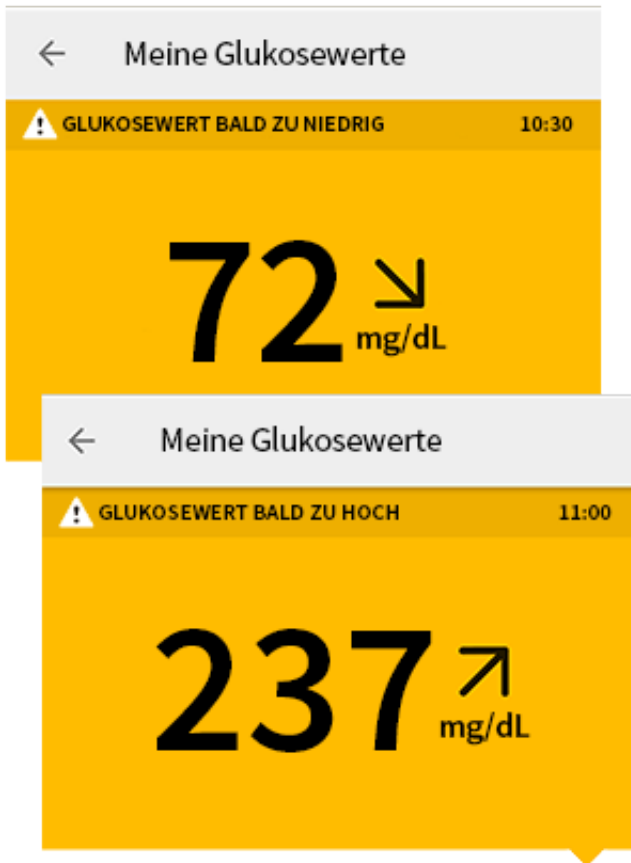 Meine Glukosewerte
GLUKOSEWERT BALD ZU NIEDRIG 10:30
72
mg/dL
Meine Glukosewerte
GLUKOSEWERT BALD ZU HOCH 11:00
237
mg/dL